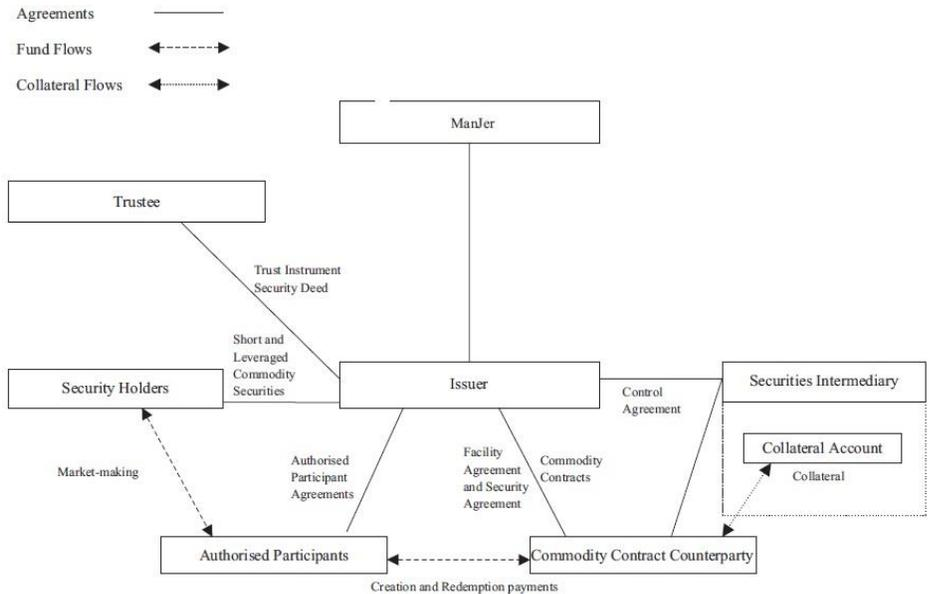 Agreements
Fund Flows
Collateral Flows
ManJer
Trustee
Trust Instrument
Security Deed
Short and
Leveraged
Commodity
Securities
Security Holders
Issuer
Control
Agreement
Securities Intermediary
Collateral Account
Collateral
Market-making
Authorised
Participant
Agreements
Facility
Agreement
and Security
Agreement
Commodity
Contracts
Authorised Participants
Commodity Contract Counterparty
Creation and Redemption payments